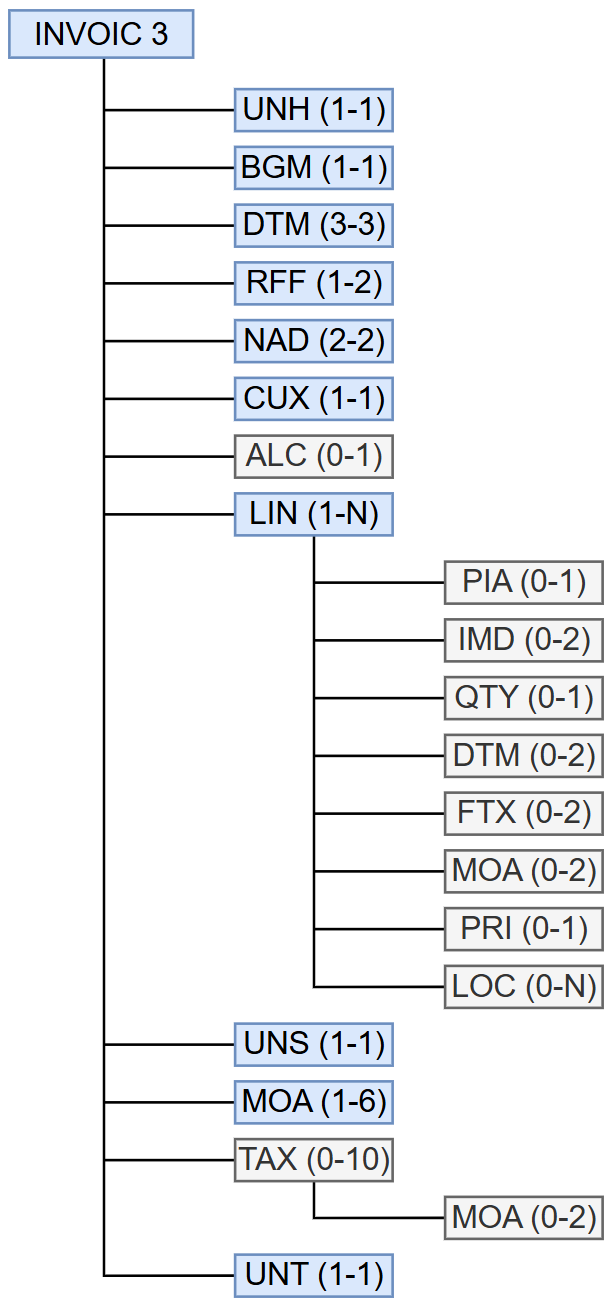 INVOIC 3
UNH (1-1)
BGM (1-1)
DTM (3-3)
RFF (1-2)
NAD (2-2)
CUX (1-1)
ALC (0-1)
LIN (1-N)
PIA (0-1)
IMD (0-2)
QTY (0-1)
DTM (0-2)
FTX (0-2)
MOA (0-2)
PRI (0-1)
LOC (0-N)
UNS (1-1)
MOA (1-6)
TAX (0-10)
MOA (0-2)
UNT (1-1)